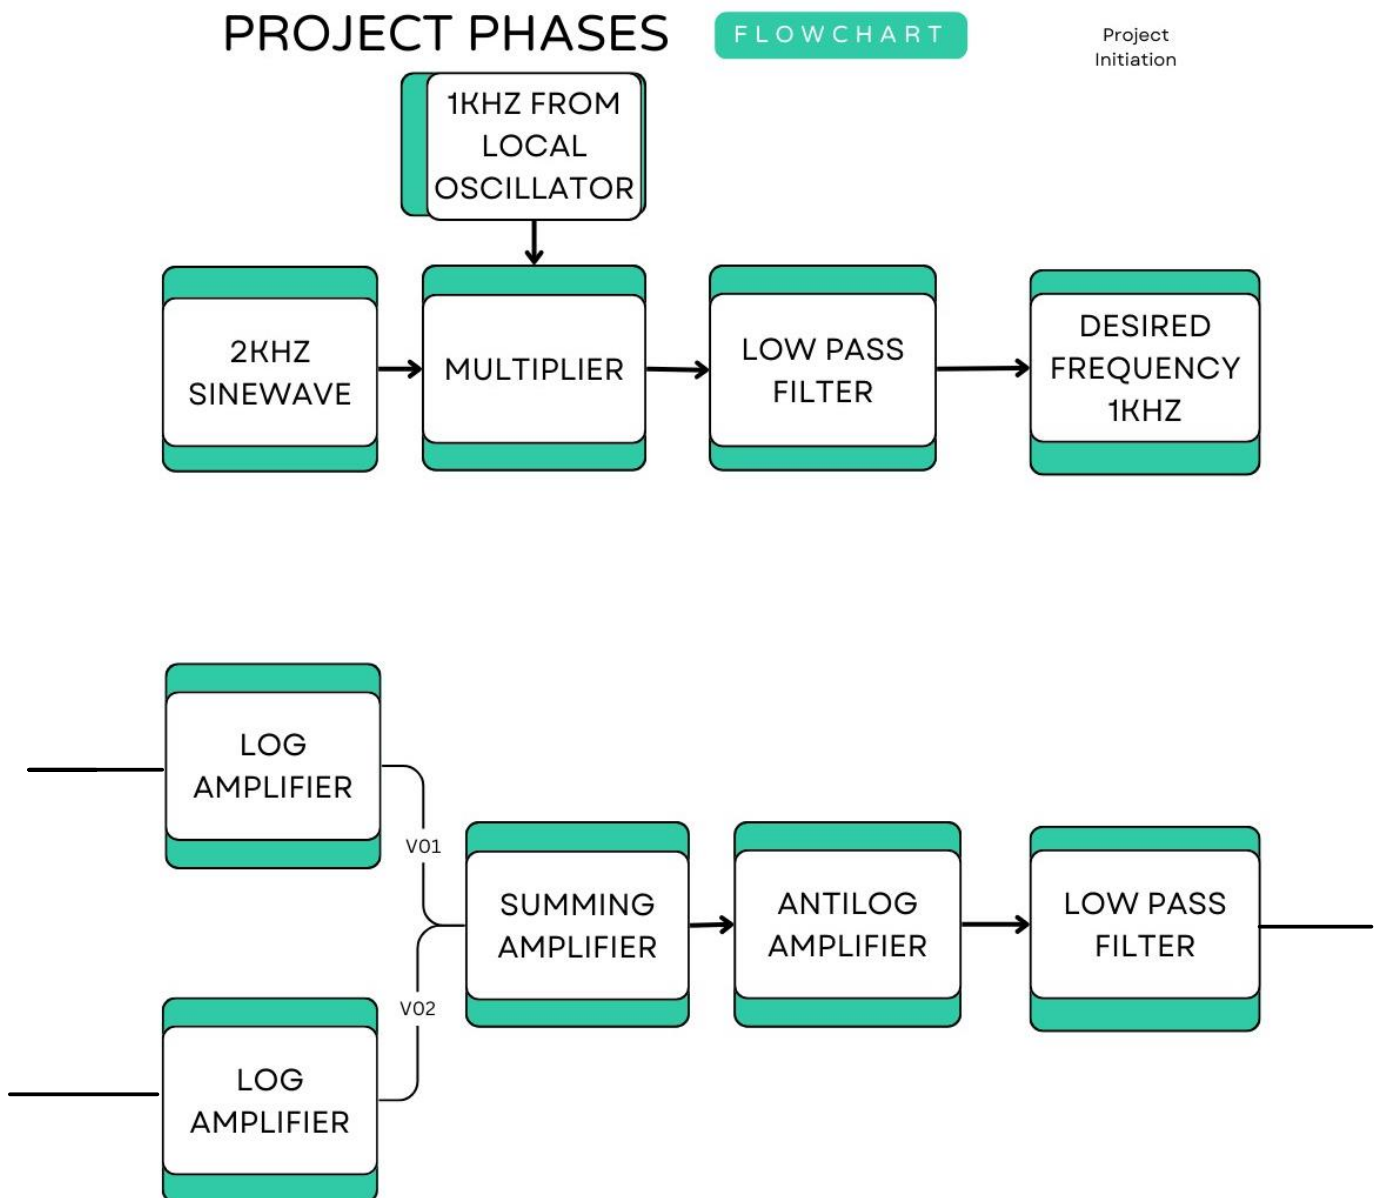 PROJECT PHASES
FLOWCHART
Project
Initiation
1KHZ FROM
LOCAL
OSCILLATOR
2KHZ
SINEWAVE
MULTIPLIER
LOW PASS
FILTER
DESIRED
FREQUENCY
1KHZ
LOG
AMPLIFIER
V01
SUMMING
AMPLIFIER
ANTILOG
AMPLIFIER
LOW PASS
FILTER
V02
LOG
AMPLIFIER